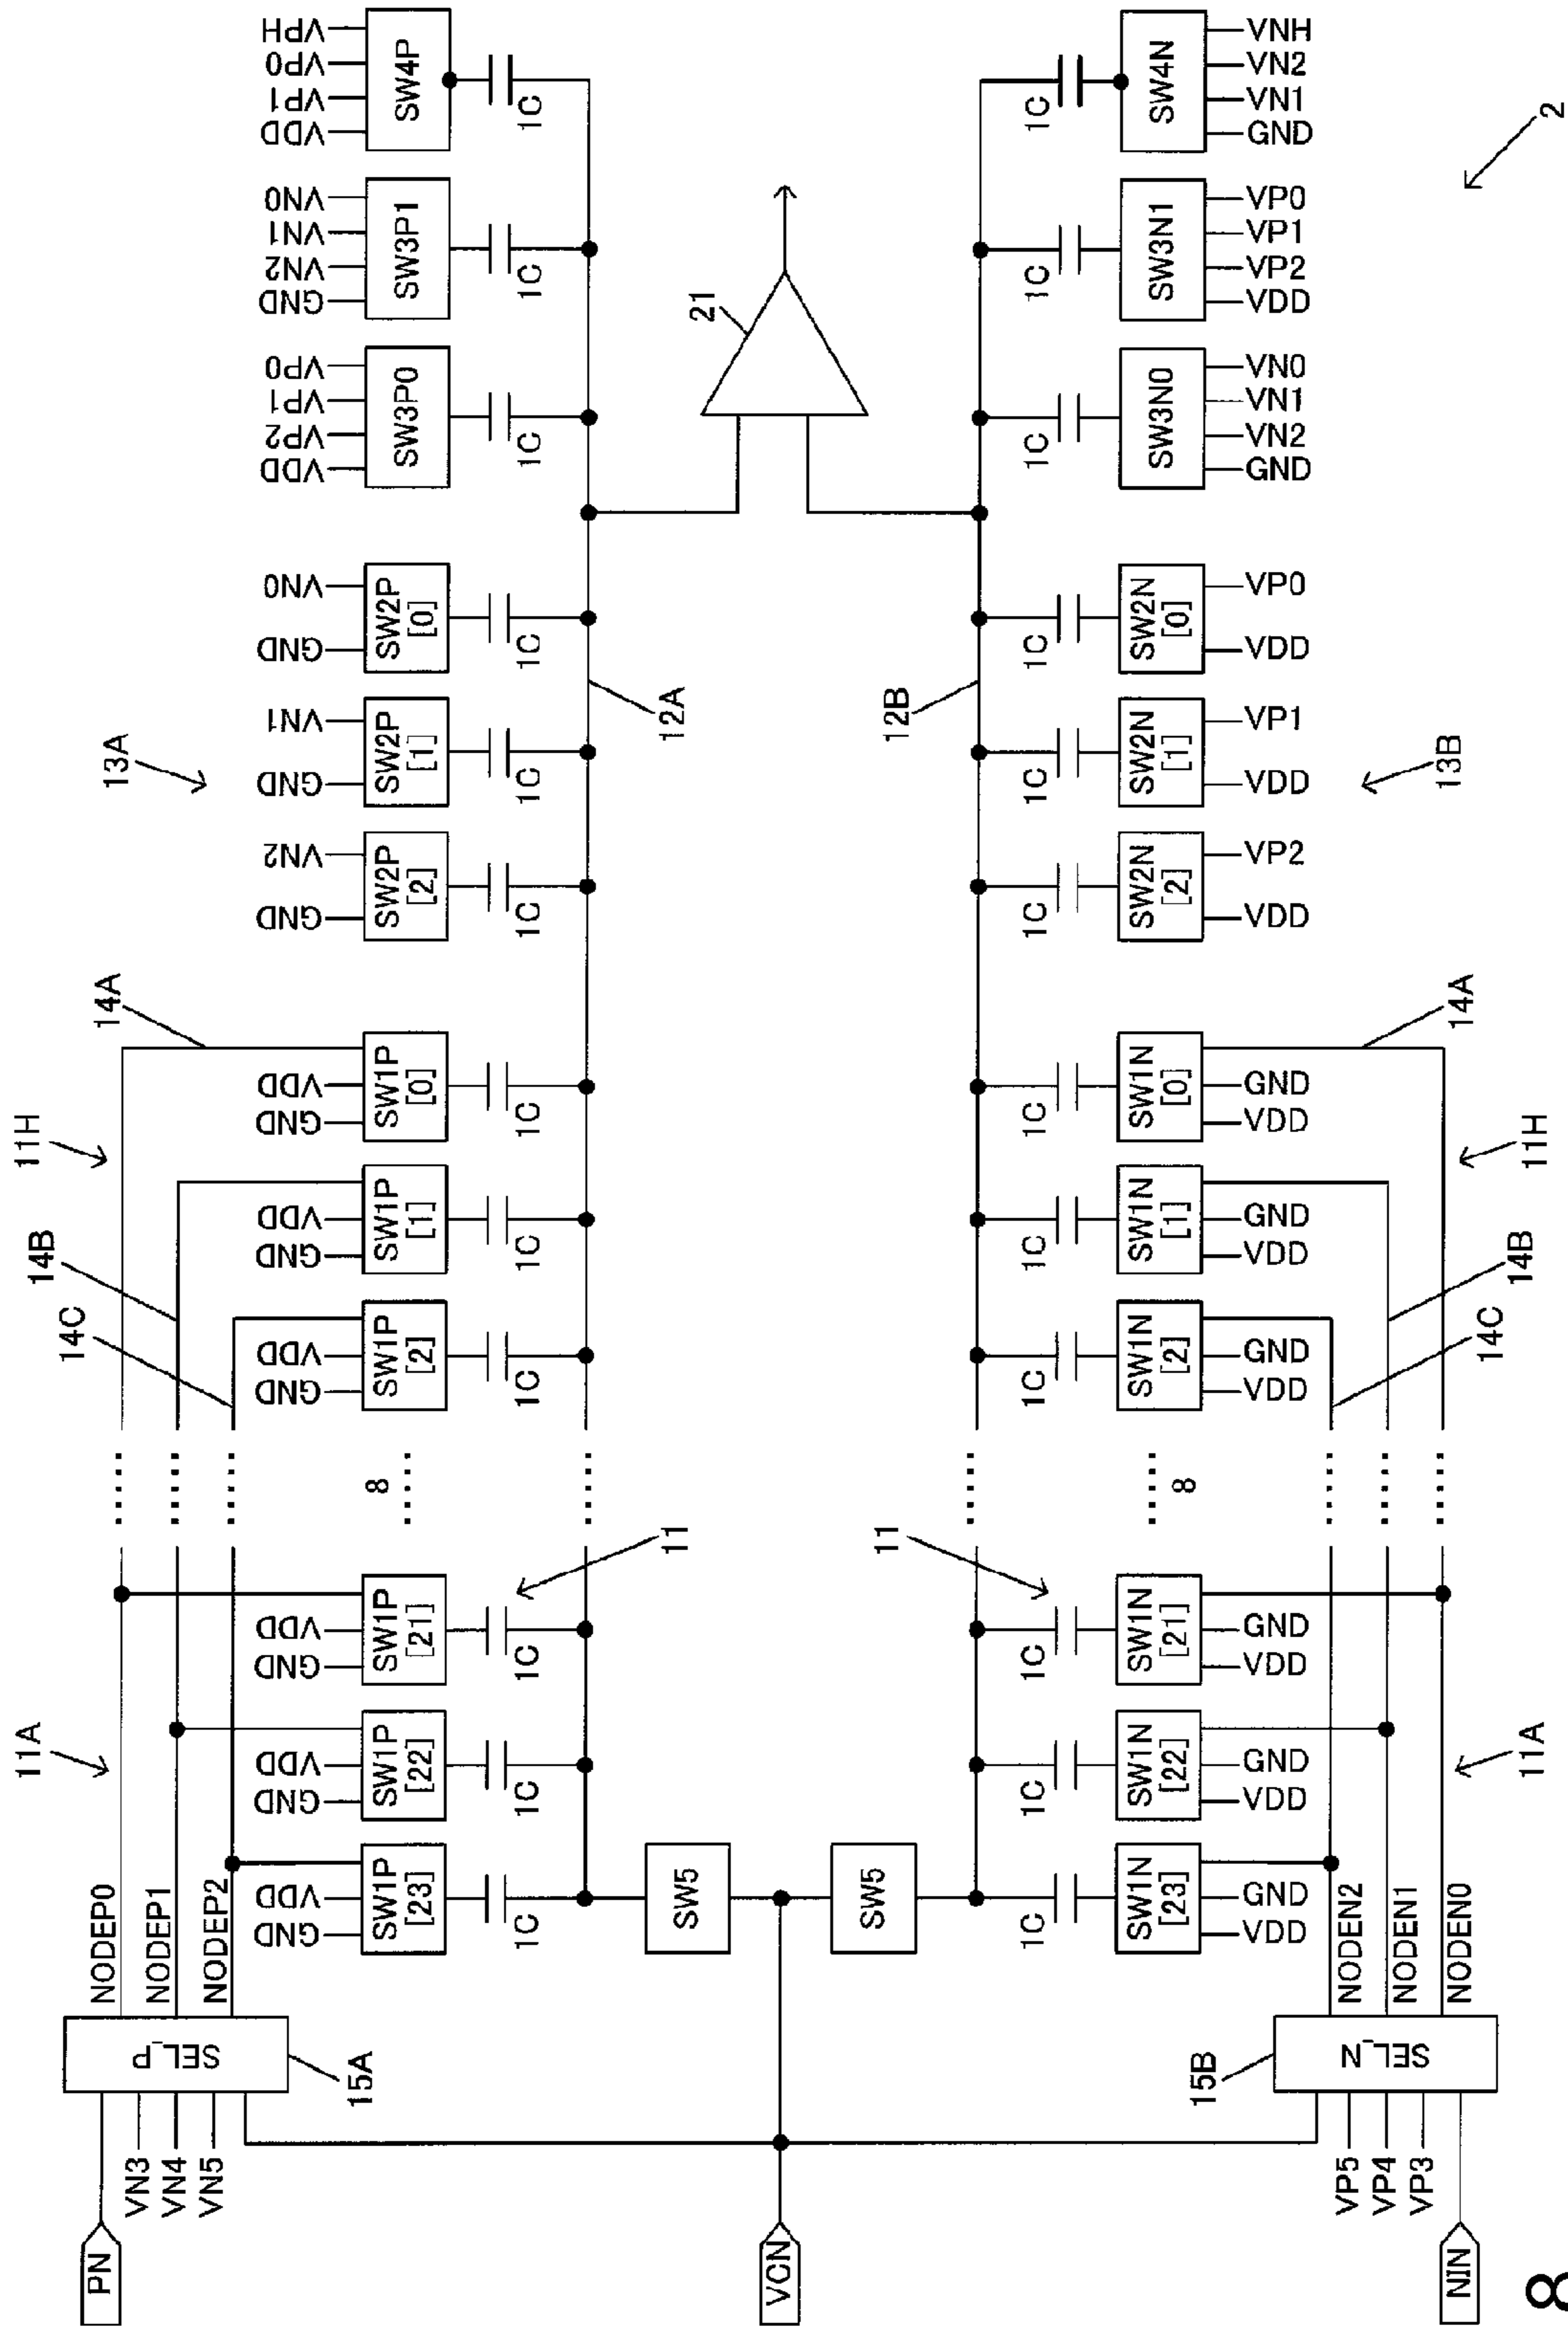 VPH
VP0
VP1
VDD
SW4P
1C
VN0
VN1
VN2
GND
SW3P1
1C
VP0
VP1
VP2
VDD
SW3P0
1C
VN0
GND
SW2P
[0]
1C
VN1
GND
SW2P
[1]
1C
VN2
GND
SW2P
[2]
1C
13A
12A
14A
VDD
GND
SW1P
[0]
1C
11H
14B
VDD
GND
SW1P
[1]
1C
14C
VDD
GND
SW1P
[2]
1C
8
11
VDD
GND
SW1P
[21]
1C
11A
VDD
GND
SW1P
[22]
1C
VDD
GND
SW1P
[23]
1C
NODEP0
NODEP1
NODEP2
SEL_P
15A
PN
VN3
VN4
VN5
21
SW5
SW5
VCN
VNH
VN2
VN1
GND
SW4N
1C
VP0
VP1
VP2
VDD
SW3N1
1C
VN0
VN1
VN2
GND
SW3N0
1C
VP0
VDD
SW2N
[0]
1C
VP1
VDD
SW2N
[1]
1C
VP2
VDD
SW2N
[2]
1C
12B
13B
14A
GND
VDD
SW1N
[0]
1C
11H
GND
VDD
SW1N
[1]
1C
14B
GND
VDD
SW1N
[2]
1C
14C
8
11
GND
VDD
SW1N
[21]
1C
11A
GND
VDD
SW1N
[22]
1C
GND
VDD
SW1N
[23]
1C
NODEN2
NODEN1
NODEN0
SEL_N
15B
VP5
VP4
VP3
NIN
2
8